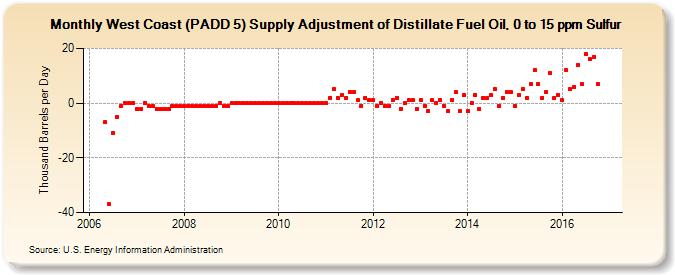 Monthly West Coast (PADD 5) Supply Adjustment of Distillate Fuel Oil, 0 to 15 ppm Sulfur
Thousand Barrels per Day
20
0
-20
-40
2006 2008 2010 2012 2014 2016
Source: U.S. Energy Information Administration